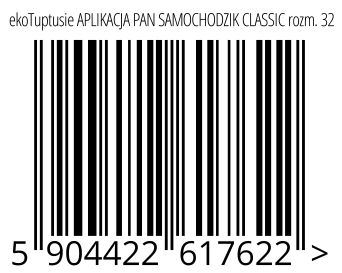 ekoTuptusie APLIKACJA PAN SAMOCHODZIK CLASSIC rozm. 32
5 904422 617622 >